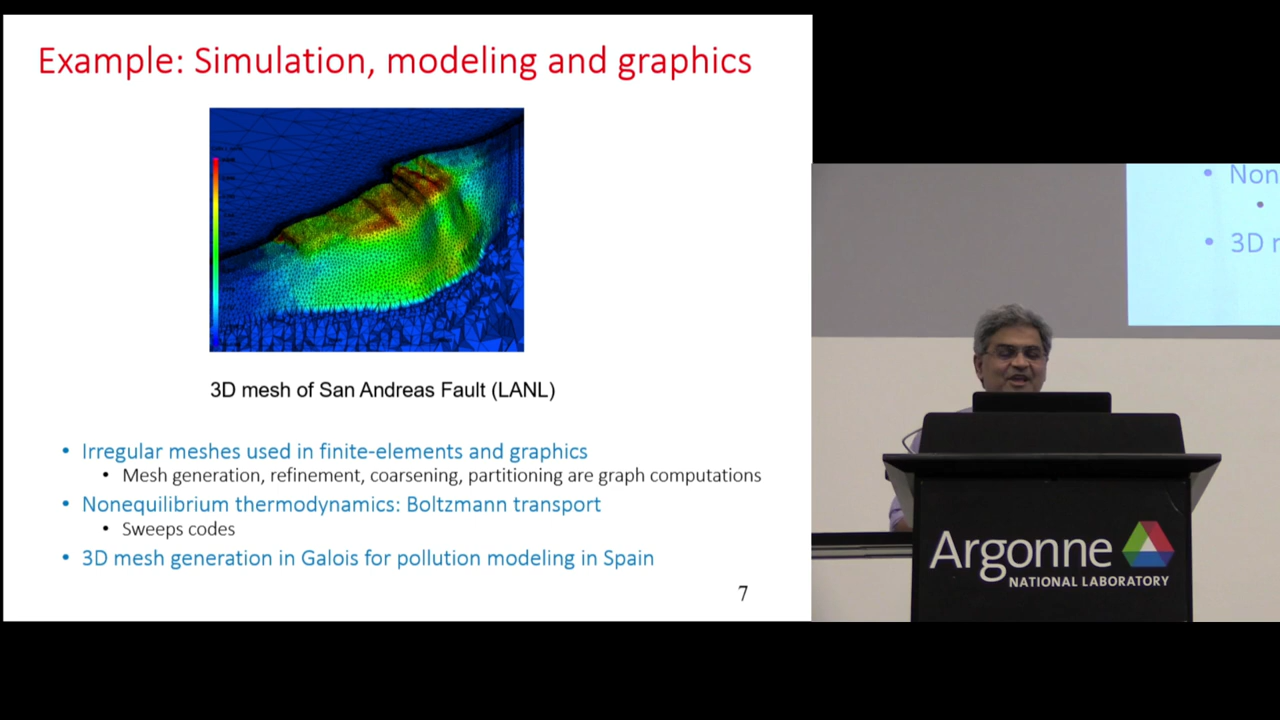 Example: Simulation, modeling and graphics
3D mesh of San Andreas Fault (LANL)
• Irregular meshes used in finite-elements and graphics
• Mesh generation, refinement, coarsening, partitioning are graph computations
• Nonequilibrium thermodynamics: Boltzmann transport
• Sweeps codes
• 3D mesh generation in Galois for pollution modeling in Spain
7
• Non
•
• 3D
Argonne
NATIONAL LABORATORY